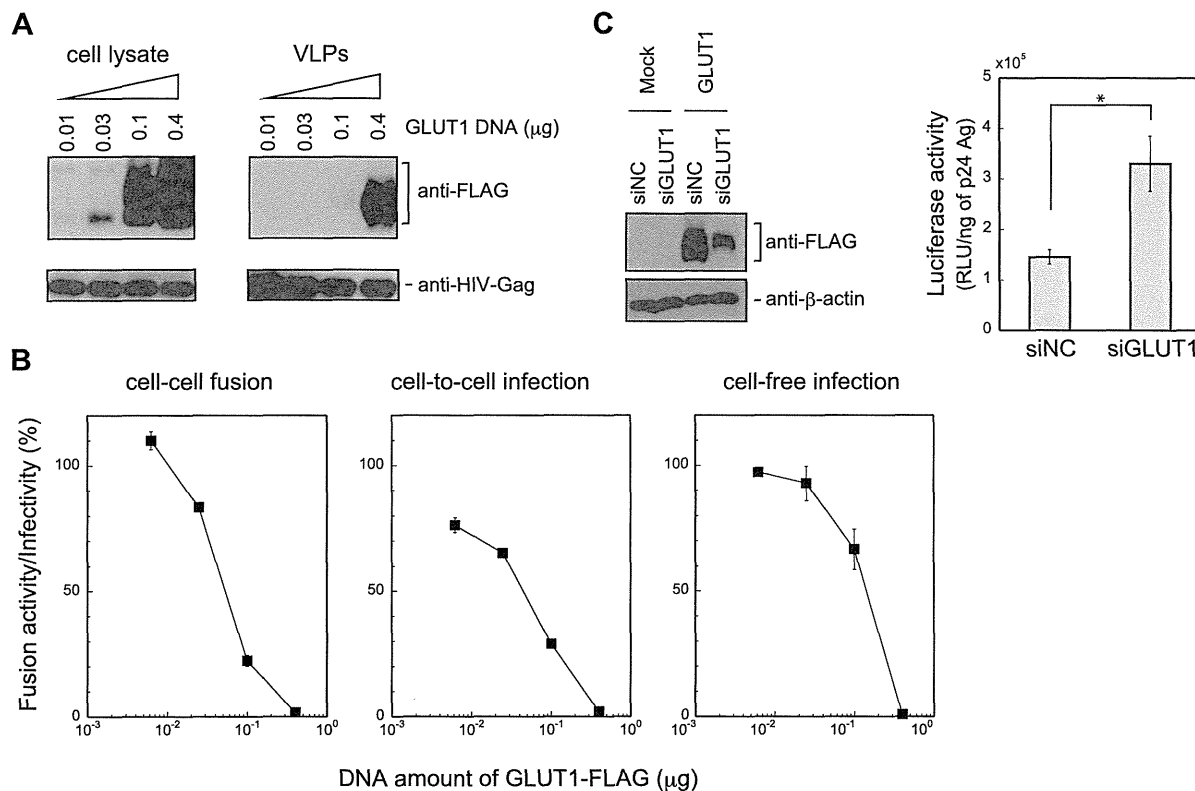 A
cell lysate
VLPs
0.01 0.03 0.1 0.4
0.01 0.03 0.1 0.4
GLUT1 DNA (µg)
anti-FLAG
anti-HIV-Gag
C
Mock
GLUT1
siNC
siGLUT1
siNC
siGLUT1
anti-FLAG
anti-β-actin
Luciferase activity
(RLU/ng of p24 Ag)
x10⁵
5
4
3
2
1
0
*
siNC
siGLUT1
B
cell-cell fusion
cell-to-cell infection
cell-free infection
Fusion activity/Infectivity (%)
100
50
0
10⁻³ 10⁻² 10⁻¹ 10⁰
100
50
0
10⁻³ 10⁻² 10⁻¹ 10⁰
100
50
0
10⁻³ 10⁻² 10⁻¹ 10⁰
DNA amount of GLUT1-FLAG (µg)